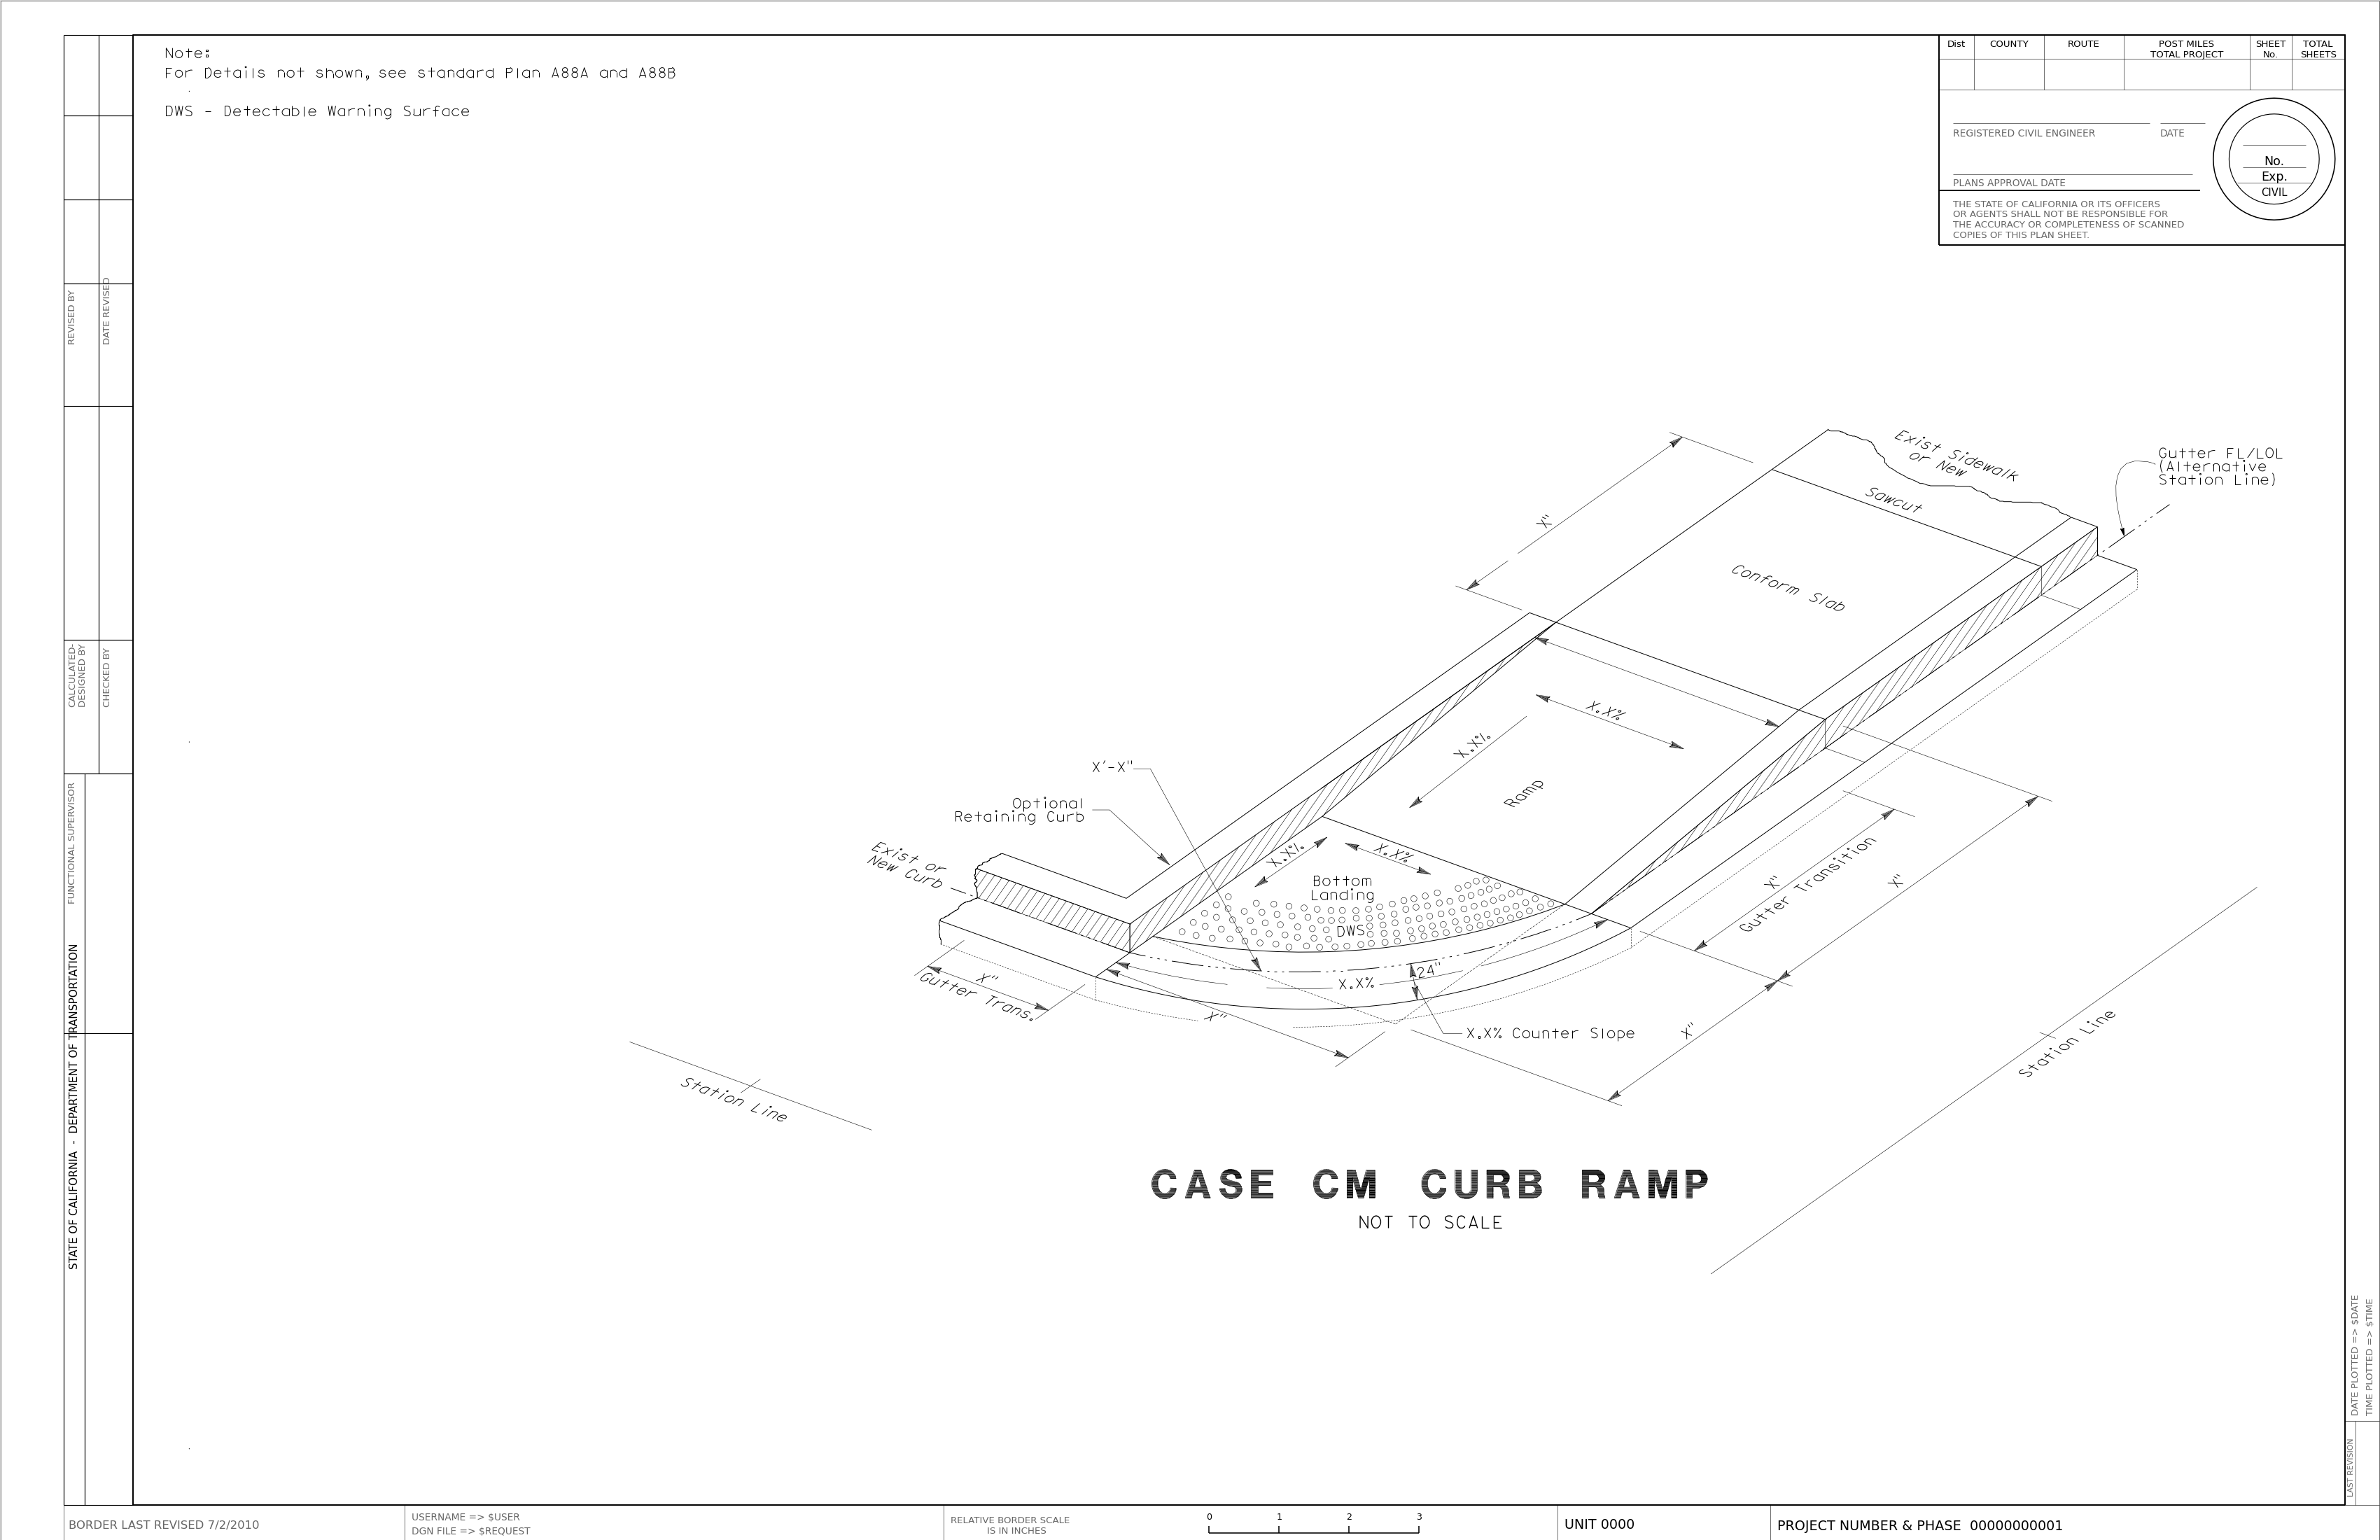 Note:
For Details not shown, see standard Plan A88A and A88B
DWS - Detectable Warning Surface
Dist COUNTY ROUTE POST MILES TOTAL PROJECT SHEET No. TOTAL SHEETS
REGISTERED CIVIL ENGINEER DATE
PLANS APPROVAL DATE
No.
Exp.
CIVIL
THE STATE OF CALIFORNIA OR ITS OFFICERS
OR AGENTS SHALL NOT BE RESPONSIBLE FOR
THE ACCURACY OR COMPLETENESS OF SCANNED
COPIES OF THIS PLAN SHEET.
REVISED BY
DATE REVISED
CALCULATED-
DESIGNED BY
CHECKED BY
FUNCTIONAL SUPERVISOR
STATE OF CALIFORNIA - DEPARTMENT OF TRANSPORTATION
Exist Sidewalk
or New
Gutter FL/LOL
(Alternative
Station Line)
Sawcut
X"
Conform Slab
X.X%
X.X%
Ramp
X'-X"
Optional
Retaining Curb
Exist or
New Curb
X.X%
X.X%
Bottom
Landing
DWS
X"
Gutter Transition
X"
24"
X.X%
X"
Gutter Trans.
X"
X.X% Counter Slope
X"
Station Line
Station Line
CASE CM CURB RAMP
NOT TO SCALE
DATE PLOTTED => $DATE
TIME PLOTTED => $TIME
LAST REVISION
BORDER LAST REVISED 7/2/2010
USERNAME => $USER
DGN FILE => $REQUEST
RELATIVE BORDER SCALE
IS IN INCHES
0 1 2 3
UNIT 0000
PROJECT NUMBER & PHASE 00000000001